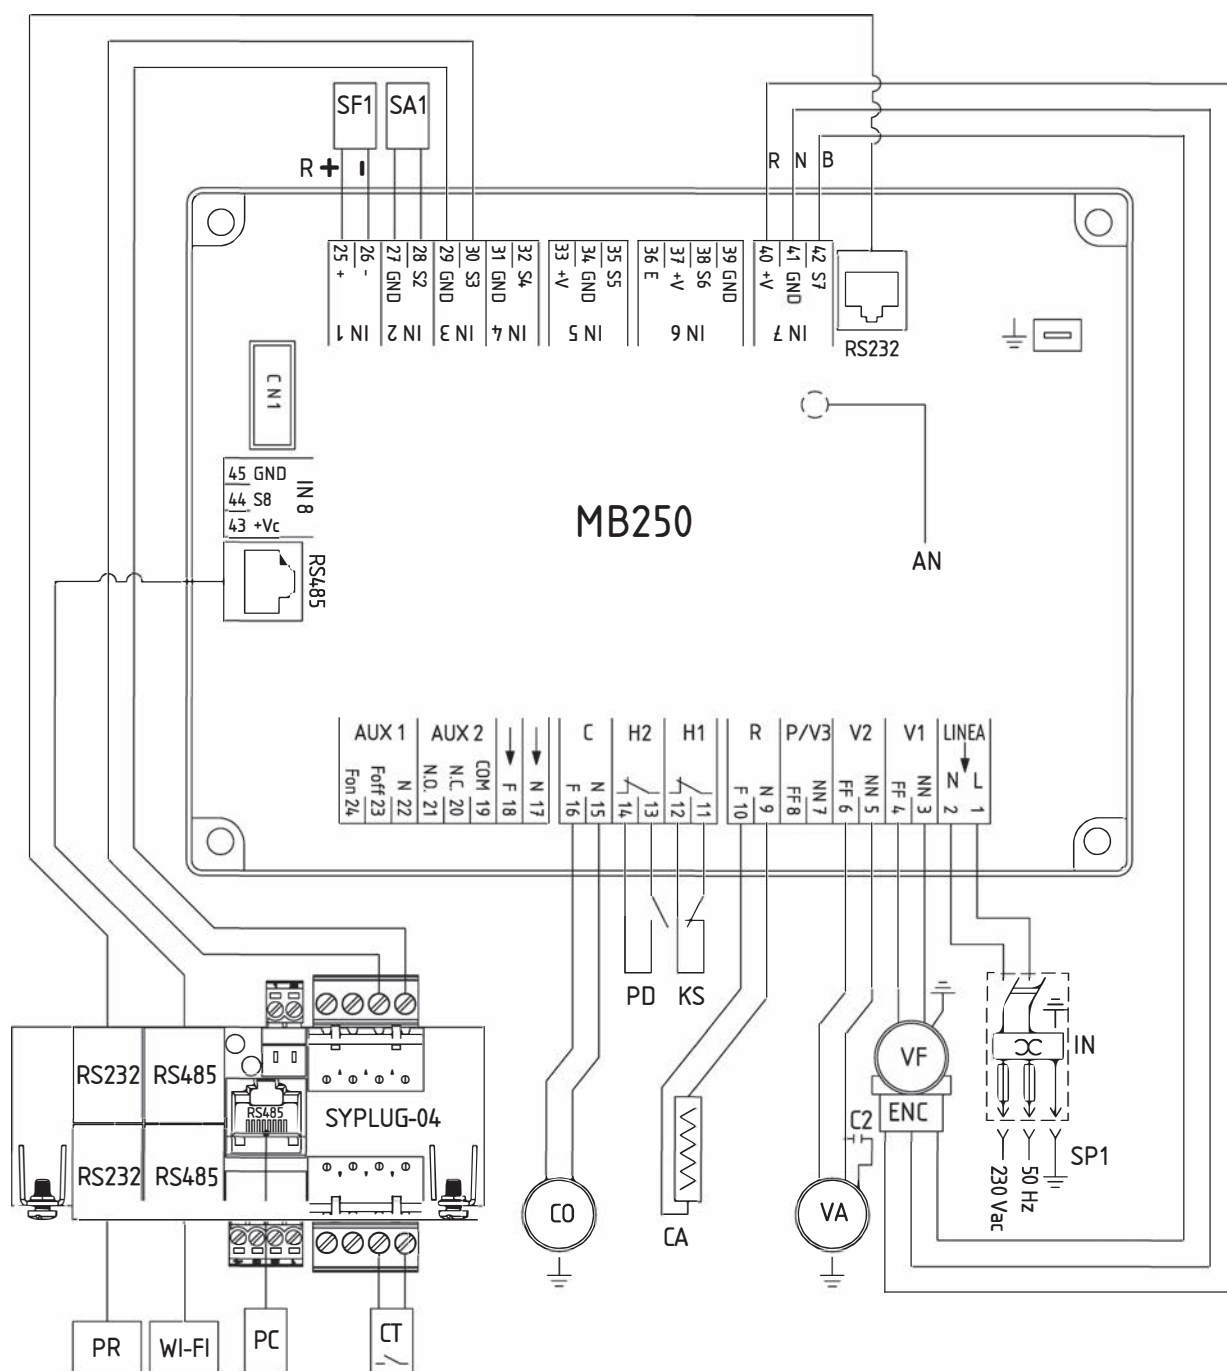 SF1 SA1
R + -
R N B
25 + 26 - 27 GND 28 S2 29 GND 30 S3 31 GND 32 S4 33 +V 34 GND 35 S5 36 E 37 +V 38 S6 39 GND 40 +V 41 GND 42 S7
IN 1 IN 2 IN 3 IN 4 IN 5 IN 6 IN 7
RS232
CN1
45 GND
44 S8
43 +Vc
IN 8
RS485
MB250
AN
AUX 1 AUX 2 C H2 H1 R P/V3 V2 V1 LINEA
N L
Fon 24 Foff 23 N 22 N.O. 21 N.C. 20 COM 19 F 18 N 17 F 16 N 15 14 13 12 11 F 10 N 9 FF 8 NN 7 FF 6 NN 5 FF 4 NN 3 2 1
PD KS
IN
VF
ENC
RS232 RS485
RS485
SYPLUG-04
RS232 RS485
C2
SP1
230 Vac 50 Hz
CO CA VA
PR WI-FI PC CT